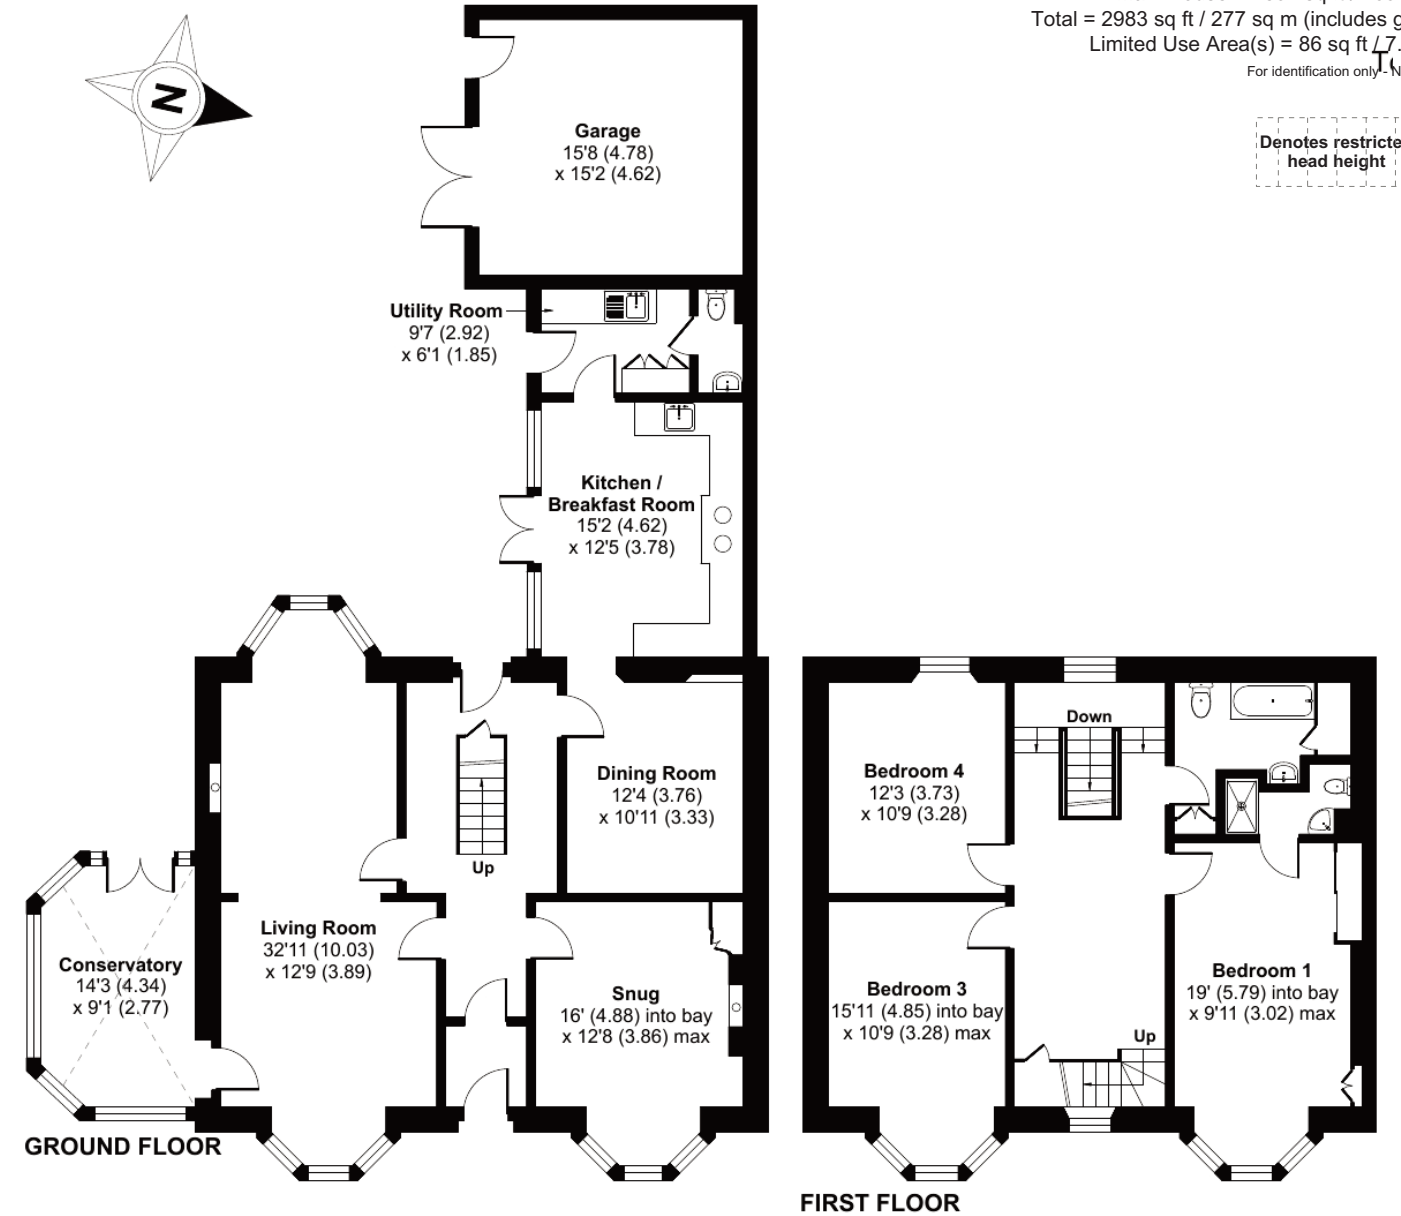 Total = 2983 sq ft / 277 sq m (includes g
Limited Use Area(s) = 86 sq ft / 7.
For identification only - N
Denotes restricte
head height
N
Garage
15'8 (4.78)
x 15'2 (4.62)
Utility Room
9'7 (2.92)
x 6'1 (1.85)
Kitchen /
Breakfast Room
15'2 (4.62)
x 12'5 (3.78)
Dining Room
12'4 (3.76)
x 10'11 (3.33)
Up
Living Room
32'11 (10.03)
x 12'9 (3.89)
Conservatory
14'3 (4.34)
x 9'1 (2.77)
Snug
16' (4.88) into bay
x 12'8 (3.86) max
GROUND FLOOR
Down
Bedroom 4
12'3 (3.73)
x 10'9 (3.28)
Bedroom 3
15'11 (4.85) into bay
x 10'9 (3.28) max
Bedroom 1
19' (5.79) into bay
x 9'11 (3.02) max
Up
FIRST FLOOR